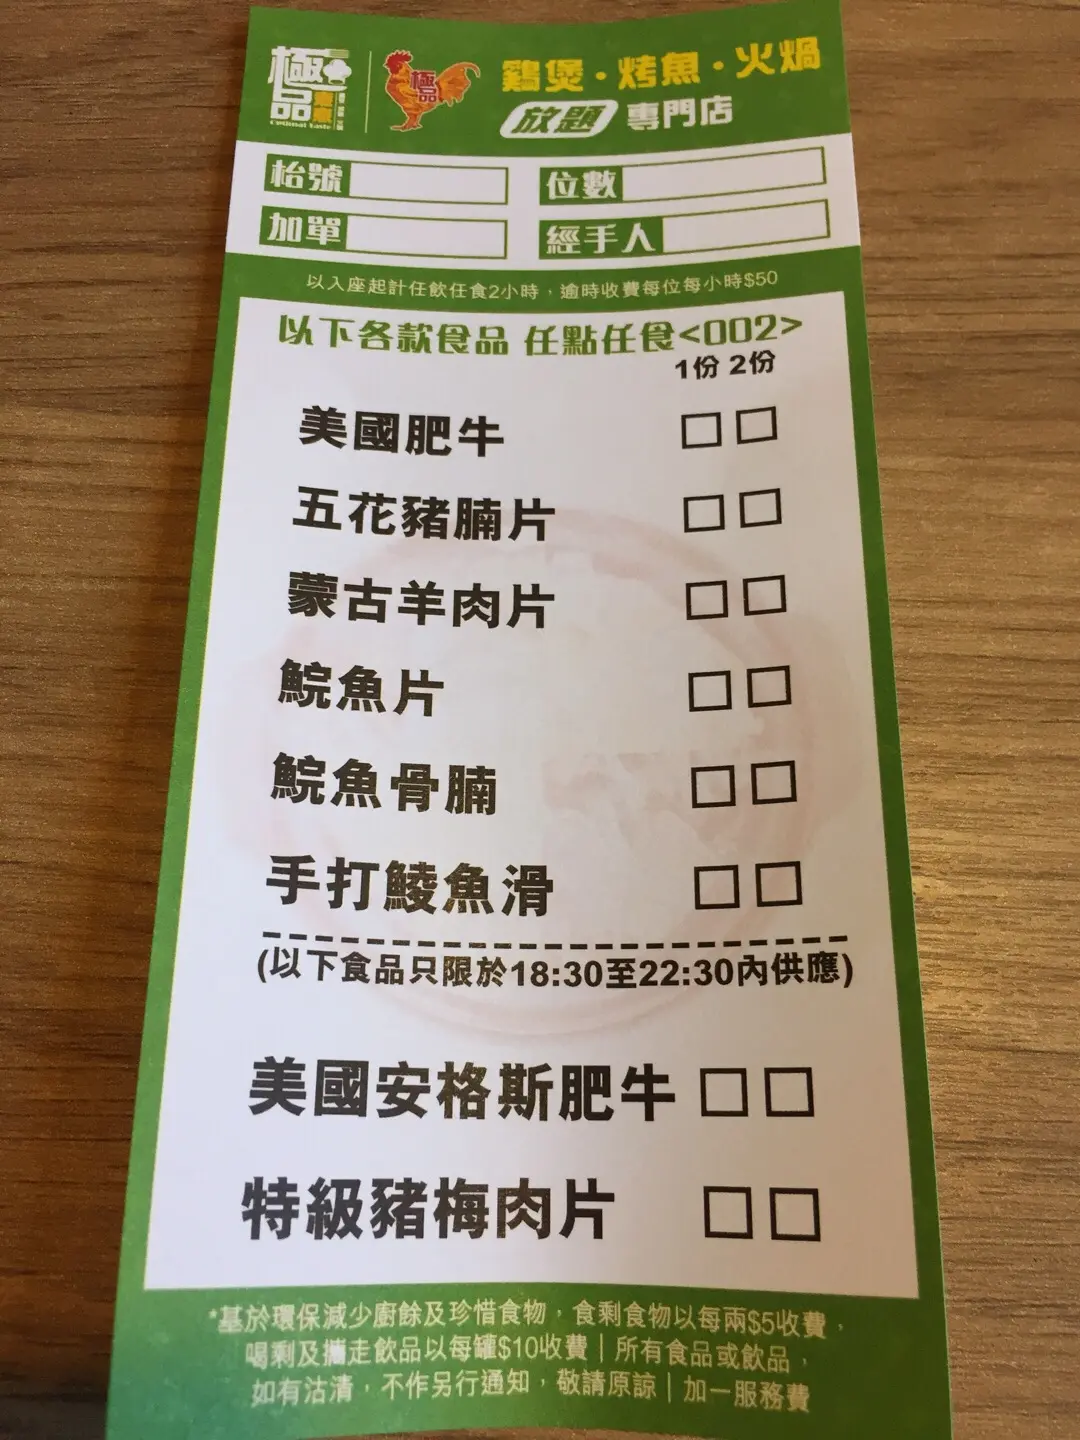 極品
極品
鷄煲·烤魚·火煱
放題 專門店
枱號 位數
加單 經手人
以入座起計任飲任食2小時，逾時收費每位每小時$50
以下各款食品 任點任食<002>
1份 2份
美國肥牛
五花豬腩片
蒙古羊肉片
鯇魚片
鯇魚骨腩
手打鯪魚滑
(以下食品只限於18:30至22:30內供應)
美國安格斯肥牛
特級豬梅肉片
*基於環保減少廚餘及珍惜食物，食剩食物以每兩$5收費，
喝剩及攜走飲品以每罐$10收費｜所有食品或飲品，
如有沽清，不作另行通知，敬請原諒｜加一服務費